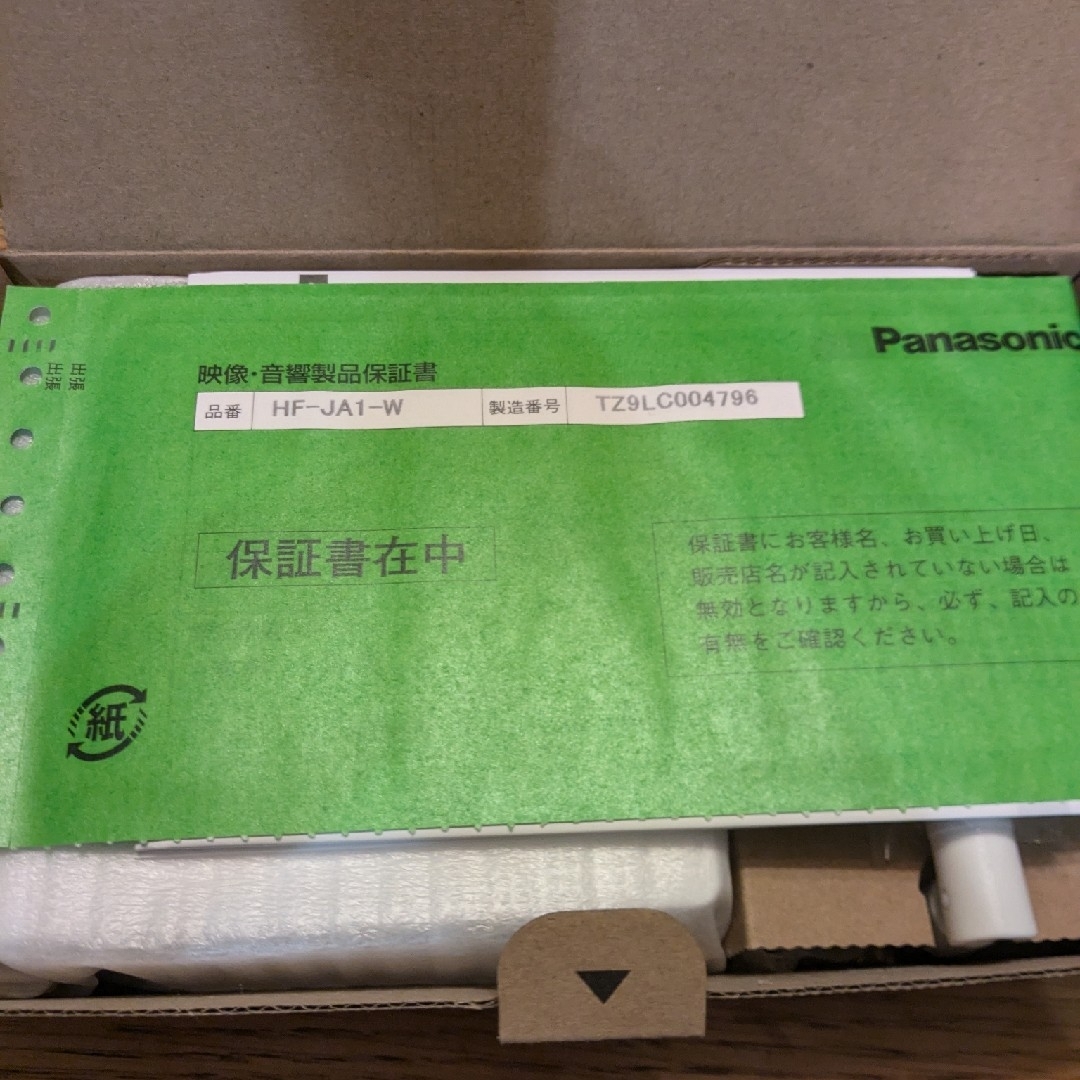 Panasonic
出張
出張
映像・音響製品保証書
品番 HF-JA1-W 製造番号 TZ9LC004796
保証書在中
保証書にお客様名、お買い上げ日、
販売店名が記入されていない場合は
無効となりますから、必ず、記入の
有無をご確認ください。
紙